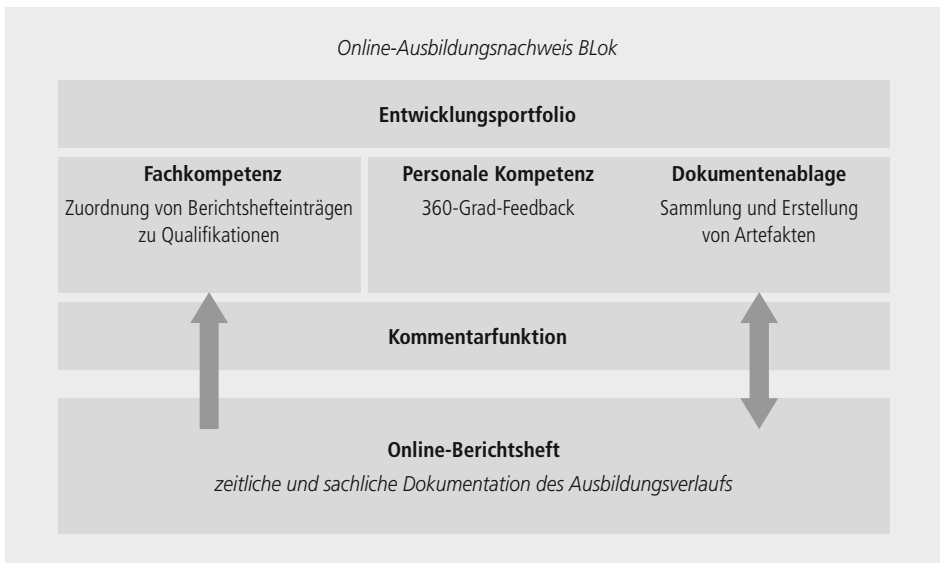 Online-Ausbildungsnachweis BLok
Entwicklungsportfolio
Fachkompetenz
Zuordnung von Berichtshefteinträgen
zu Qualifikationen
Personale Kompetenz
360-Grad-Feedback
Dokumentenablage
Sammlung und Erstellung
von Artefakten
Kommentarfunktion
Online-Berichtsheft
zeitliche und sachliche Dokumentation des Ausbildungsverlaufs